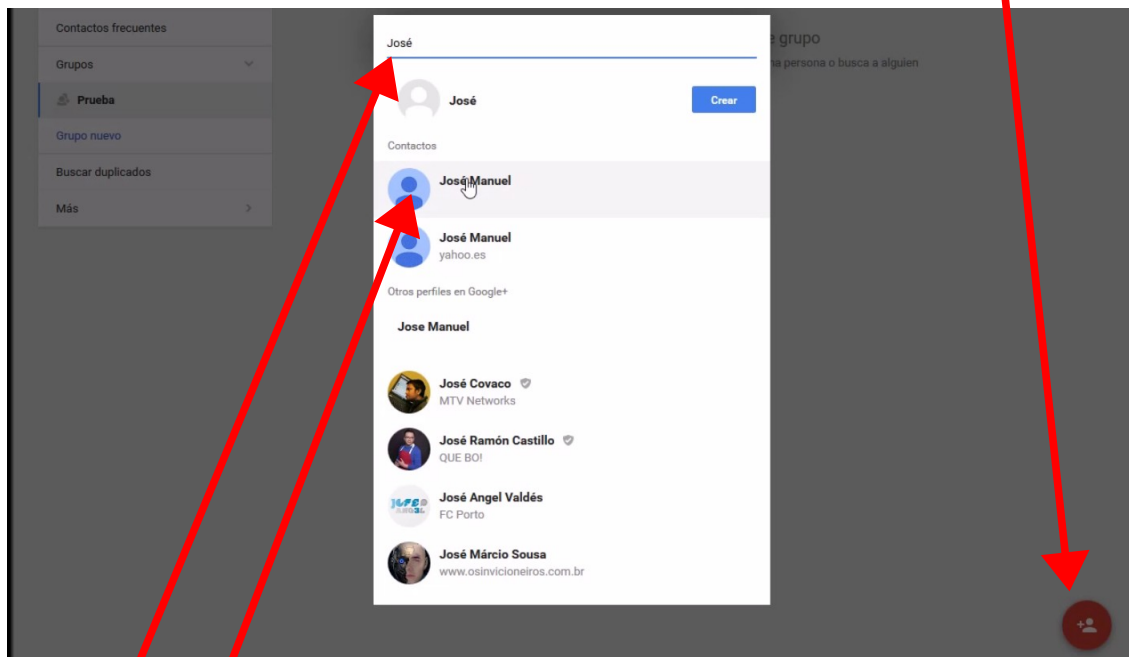 Contactos frecuentes
Grupos
Prueba
Grupo nuevo
Buscar duplicados
Más
e grupo
na persona o busca a alguien
José
José
Crear
Contactos
José Manuel
José Manuel
yahoo.es
Otros perfiles en Google+
Jose Manuel
José Covaco
MTV Networks
José Ramón Castillo
QUE BO!
José Angel Valdés
FC Porto
José Márcio Sousa
www.osinvicioneiros.com.br